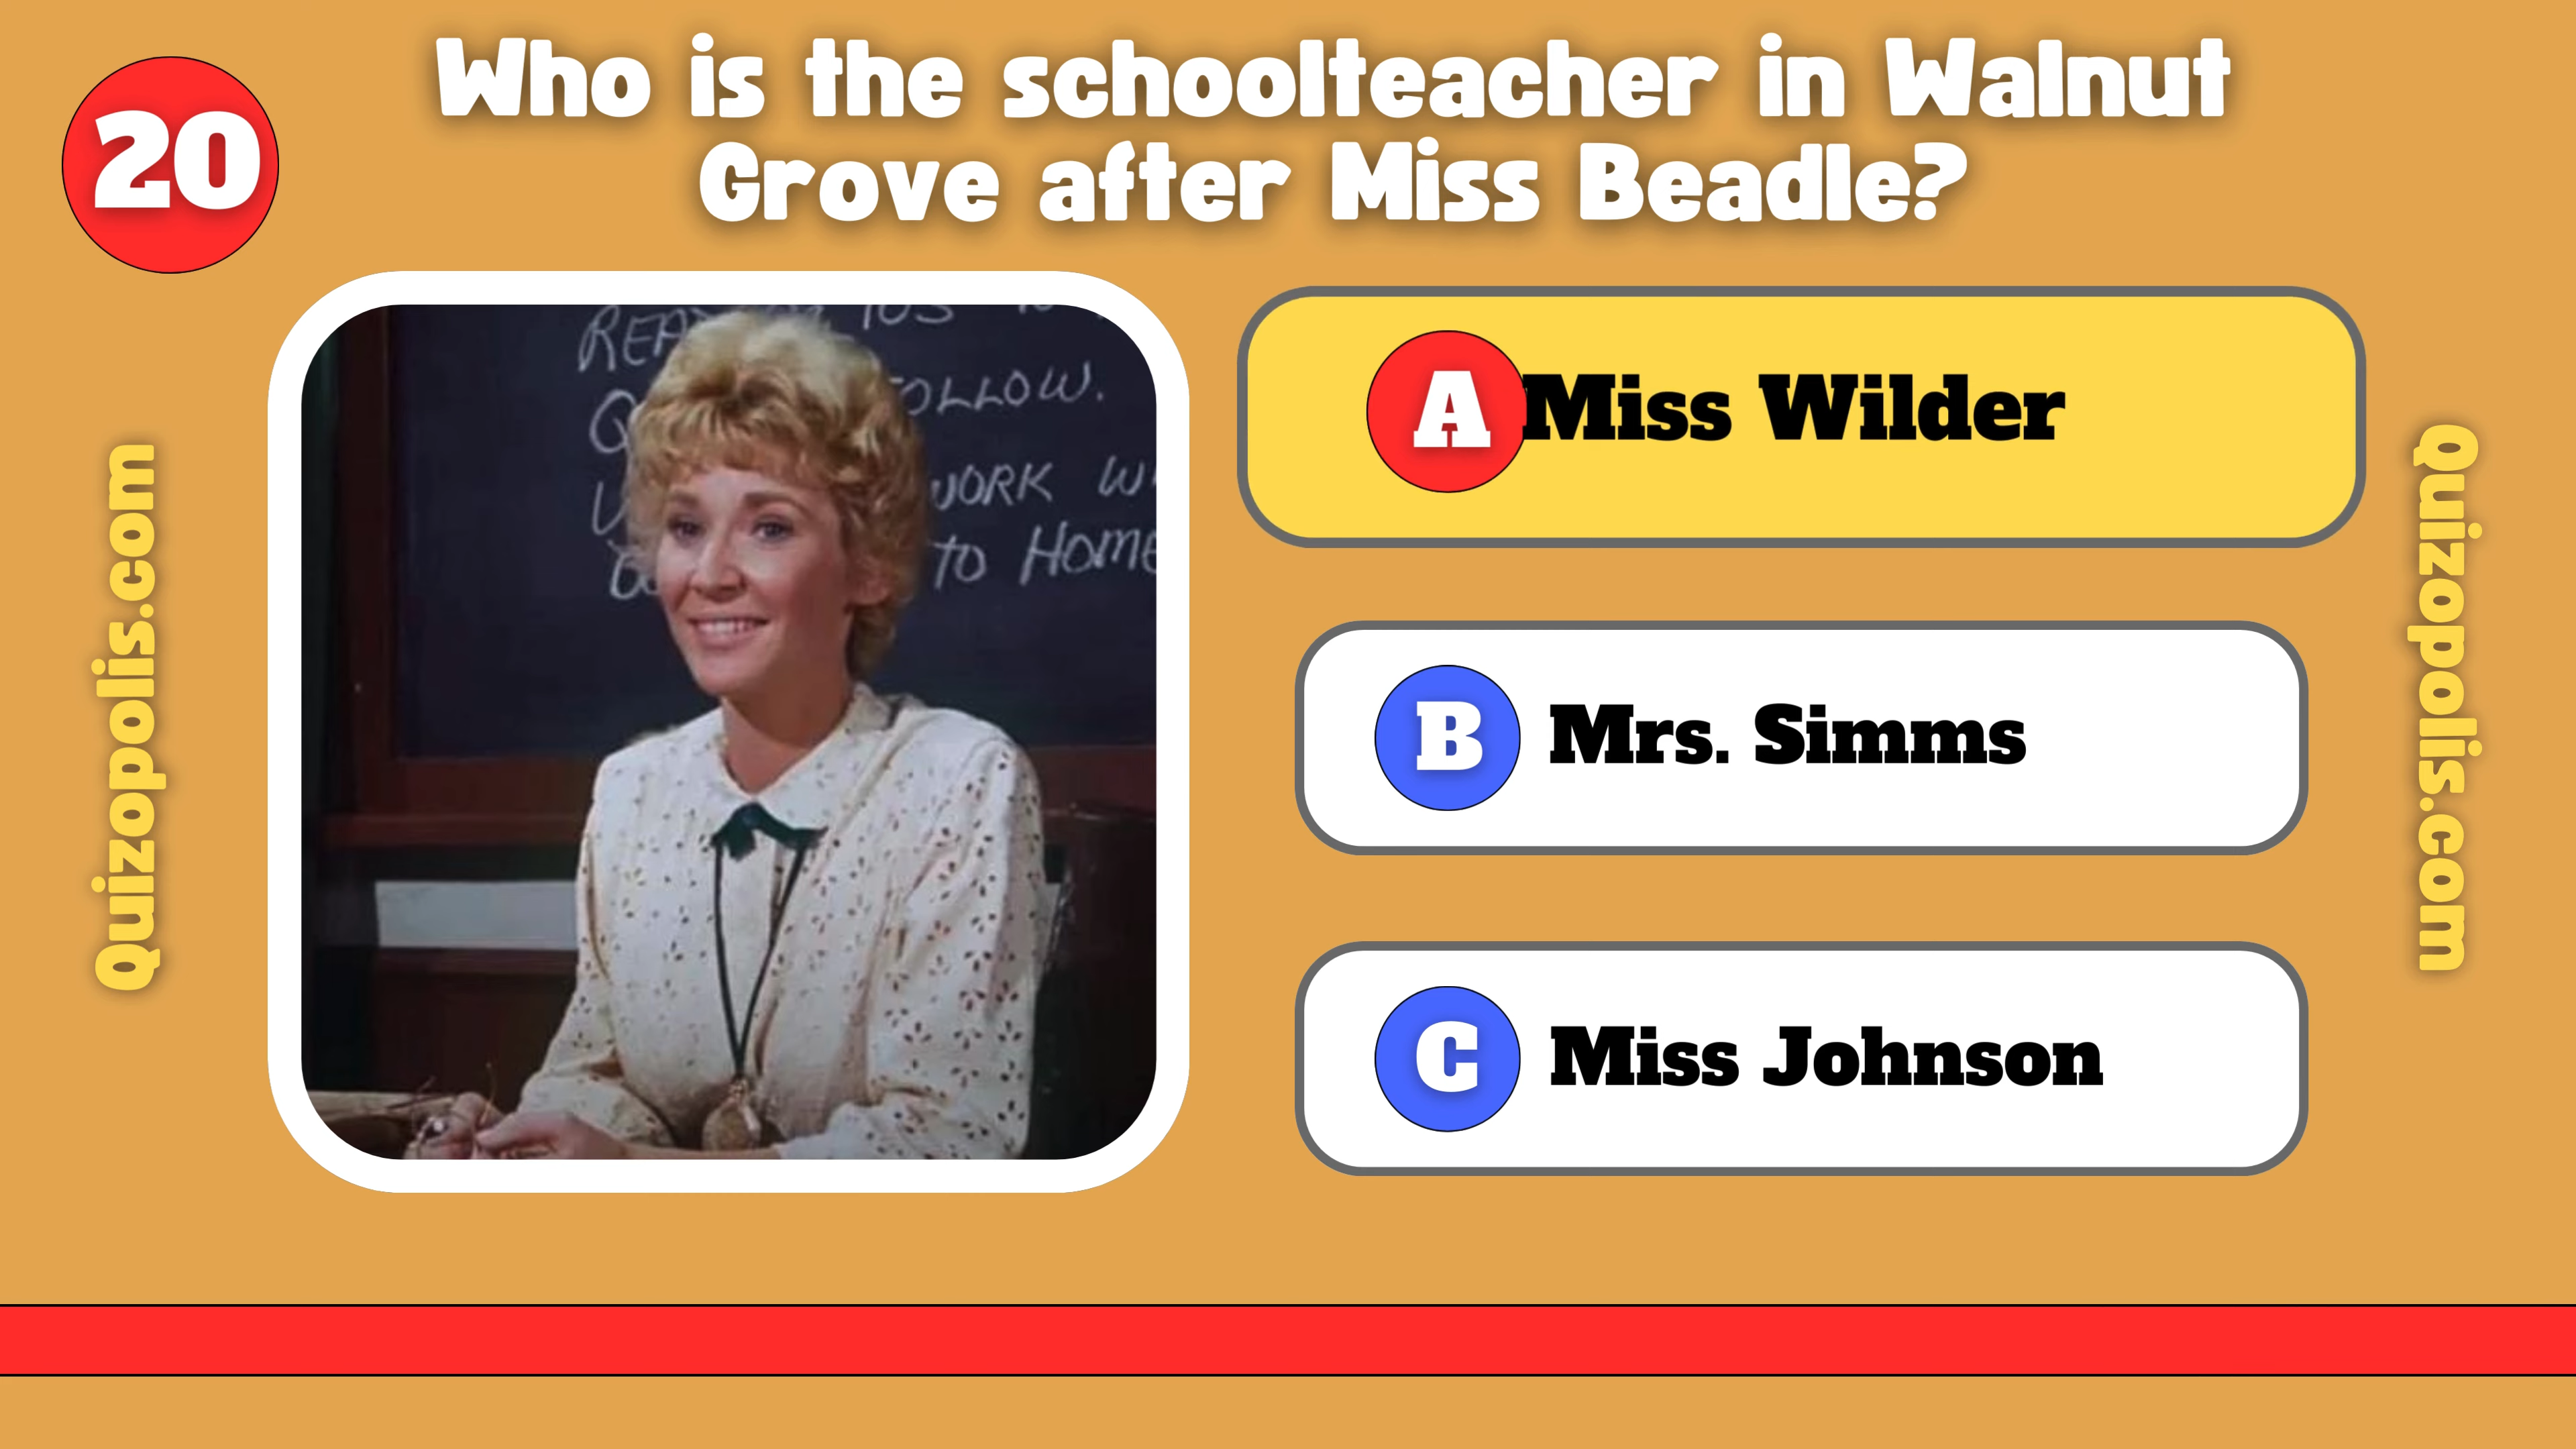 20
Who is the schoolteacher in Walnut
Grove after Miss Beadle?
Quizopolis.com
FOLLOW.
WORK
TO HOME
A Miss Wilder
B Mrs. Simms
C Miss Johnson
Quizopolis.com